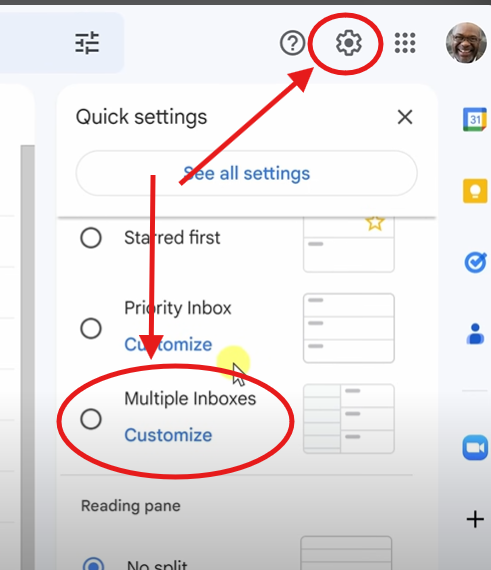 Quick settings
See all settings
31
Starred first
Priority Inbox
Customize
Multiple Inboxes
Customize
Reading pane
No split